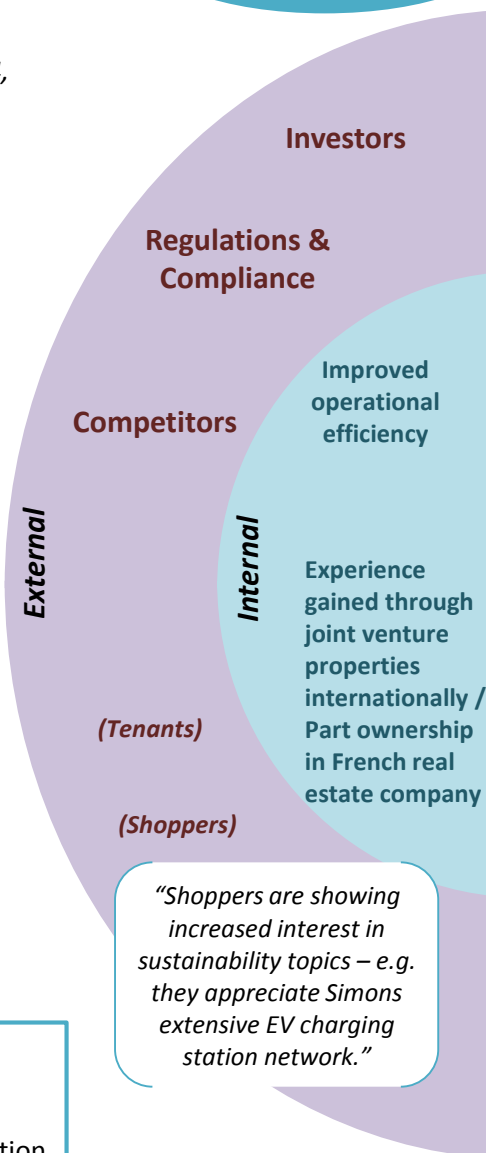 ,
Investors
Regulations &
Compliance
Competitors
Improved
operational
efficiency
External
Internal
Experience
gained through
joint venture
properties
internationally /
Part ownership
in French real
estate company
(Tenants)
(Shoppers)
“Shoppers are showing
increased interest in
sustainability topics – e.g.
they appreciate Simons
extensive EV charging
station network.”
tion